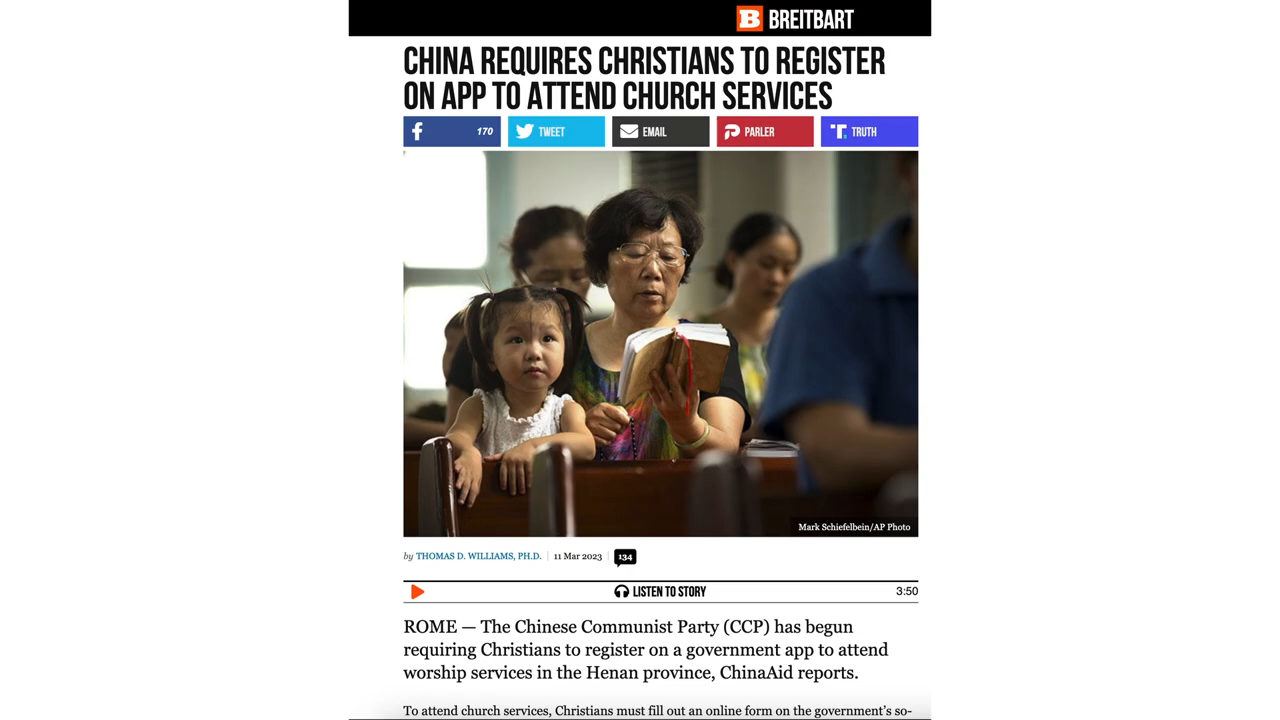 BREITBART
CHINA REQUIRES CHRISTIANS TO REGISTER
ON APP TO ATTEND CHURCH SERVICES
170
TWEET
EMAIL
PARLER
TRUTH
Mark Schiefelbein/AP Photo
by THOMAS D. WILLIAMS, PH.D. 11 Mar 2023 134
LISTEN TO STORY 3:50
ROME — The Chinese Communist Party (CCP) has begun
requiring Christians to register on a government app to attend
worship services in the Henan province, ChinaAid reports.
To attend church services, Christians must fill out an online form on the government's so-